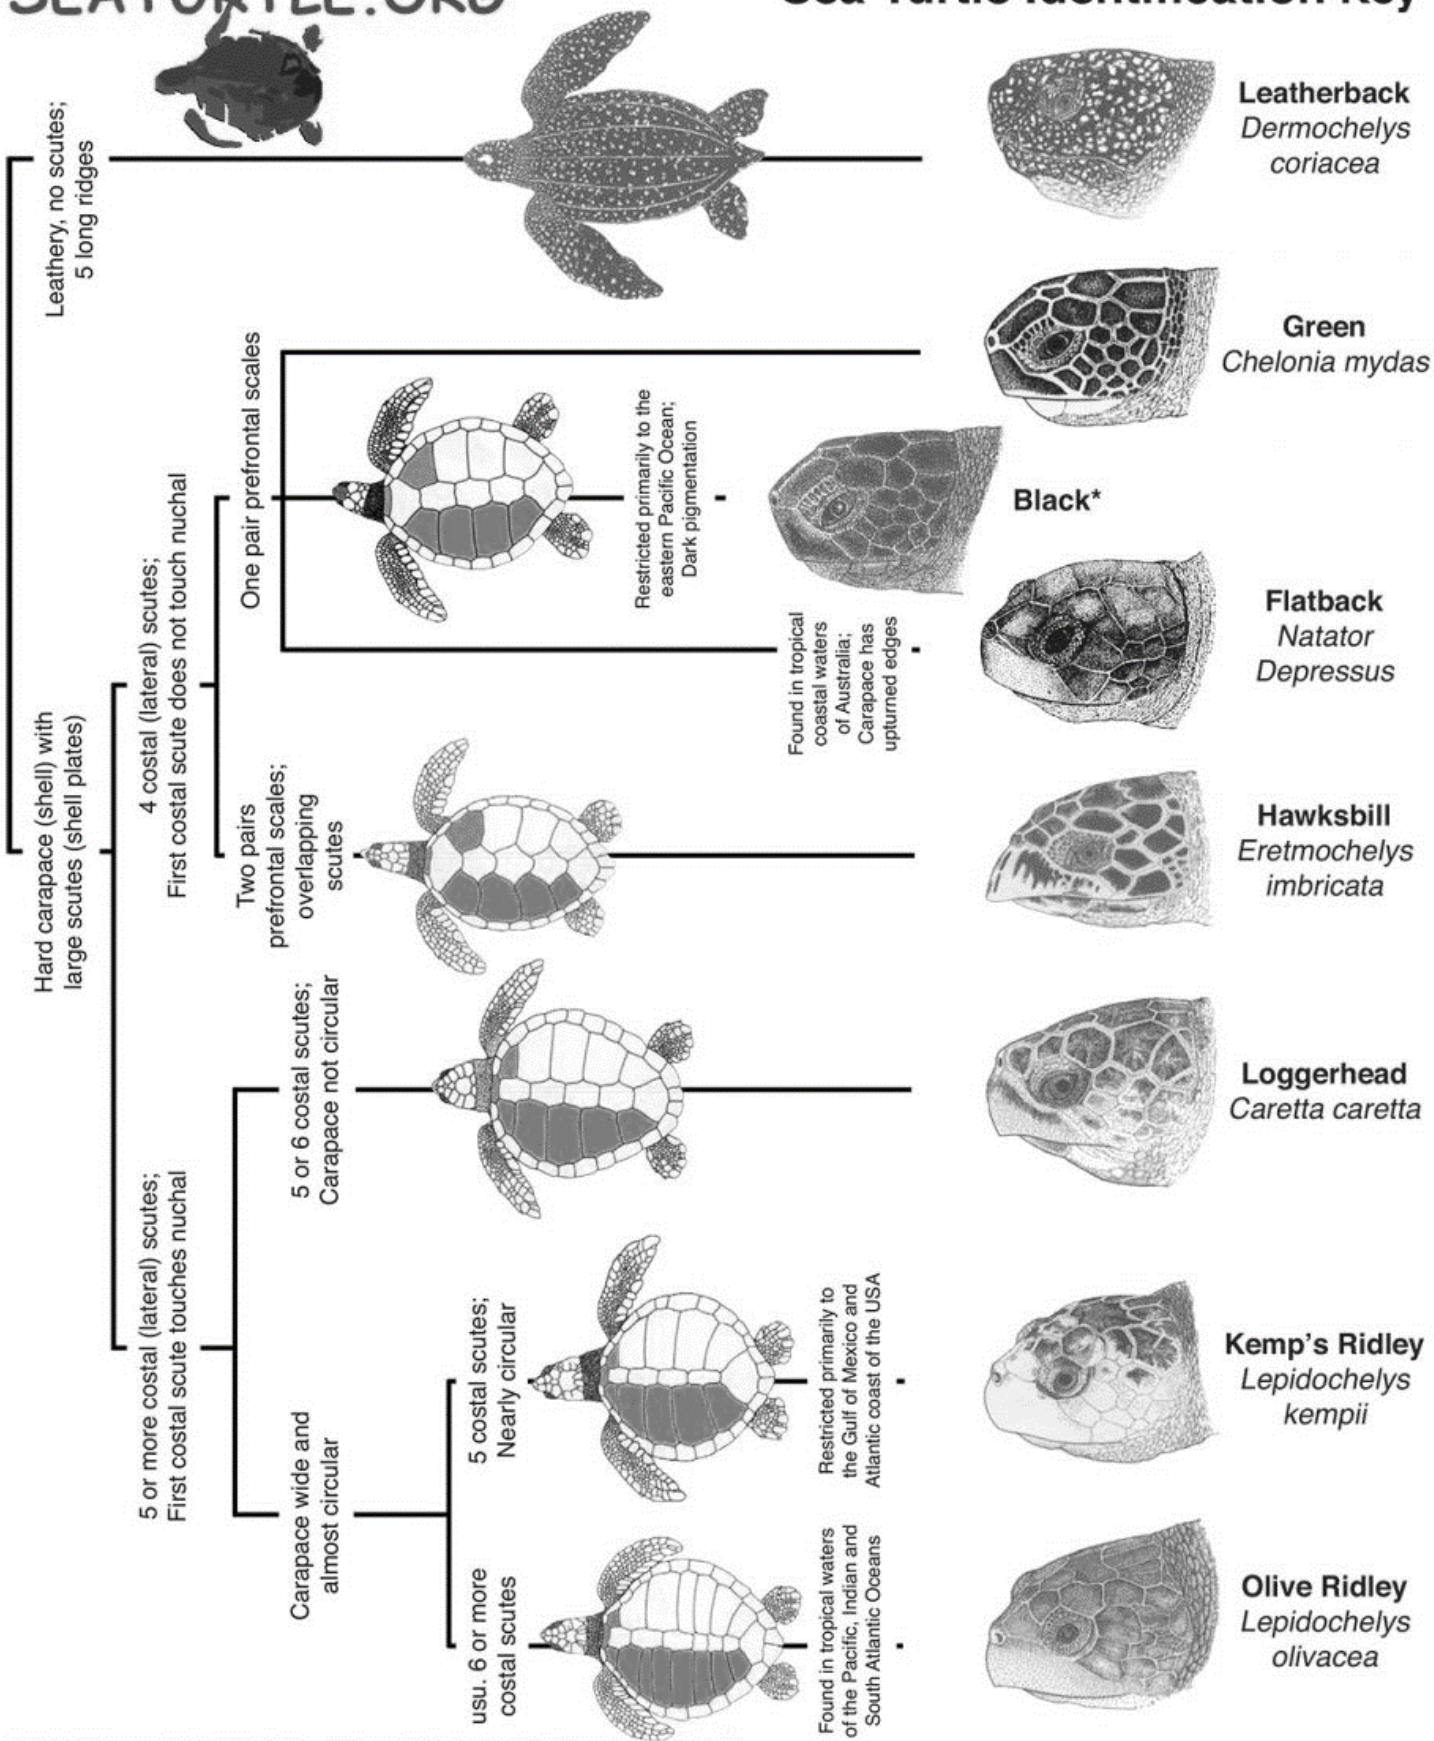 SEATURTLE.ORG
Sea Turtle Identification Key
Leathery, no scutes;
5 long ridges
Leatherback
Dermochelys
coriacea
Hard carapace (shell) with
large scutes (shell plates)
4 costal (lateral) scutes;
First costal scute does not touch nuchal
One pair prefrontal scales
Green
Chelonia mydas
Restricted primarily to the
eastern Pacific Ocean;
Dark pigmentation
Black*
Found in tropical
coastal waters
of Australia;
Carapace has
upturned edges
Flatback
Natator
Depressus
Two pairs
prefrontal scales;
overlapping
scutes
Hawksbill
Eretmochelys
imbricata
5 or more costal (lateral) scutes;
First costal scute touches nuchal
5 or 6 costal scutes;
Carapace not circular
Loggerhead
Caretta caretta
Carapace wide and
almost circular
5 costal scutes;
Nearly circular
Restricted primarily to
the Gulf of Mexico and
Atlantic coast of the USA
Kemp's Ridley
Lepidochelys
kempii
usu. 6 or more
costal scutes
Found in tropical waters
of the Pacific, Indian and
South Atlantic Oceans
Olive Ridley
Lepidochelys
olivacea